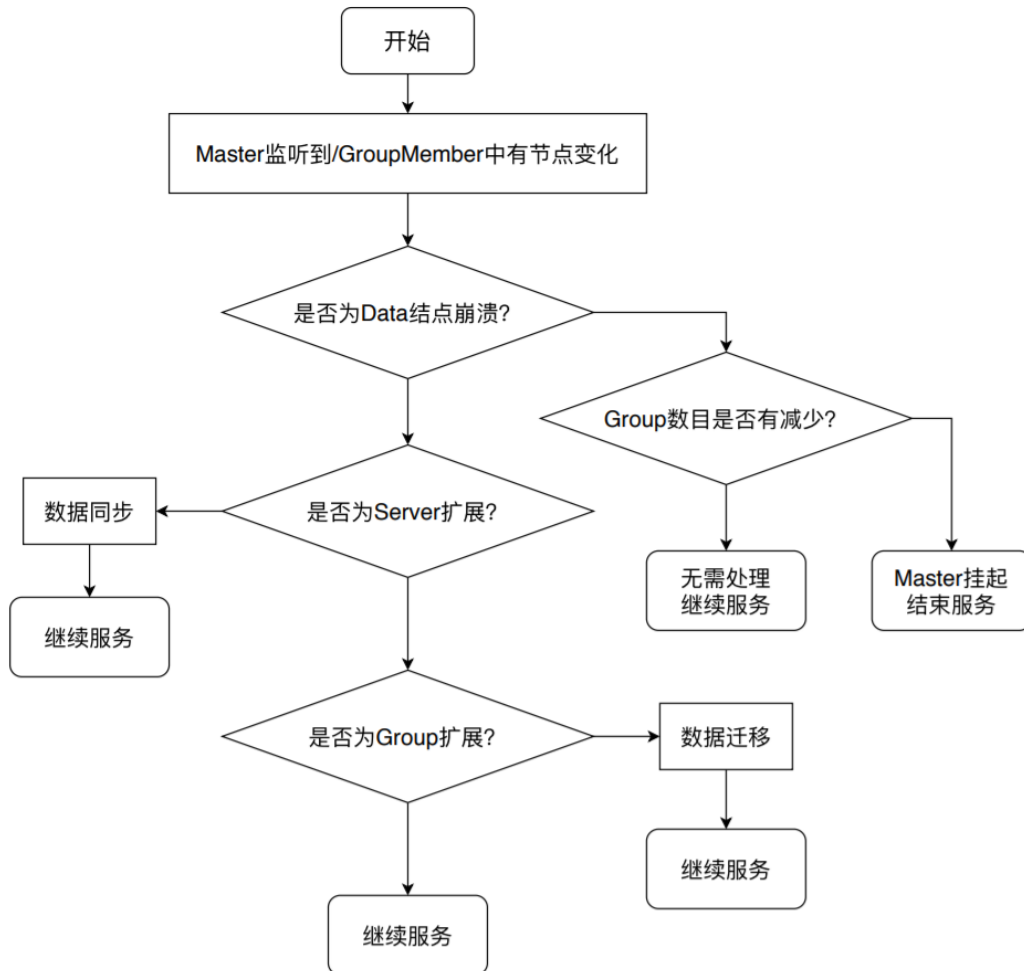 开始
Master监听到/GroupMember中有节点变化
是否为Data结点崩溃?
Group数目是否有减少?
数据同步
是否为Server扩展?
无需处理
继续服务
Master挂起
结束服务
继续服务
是否为Group扩展?
数据迁移
继续服务
继续服务